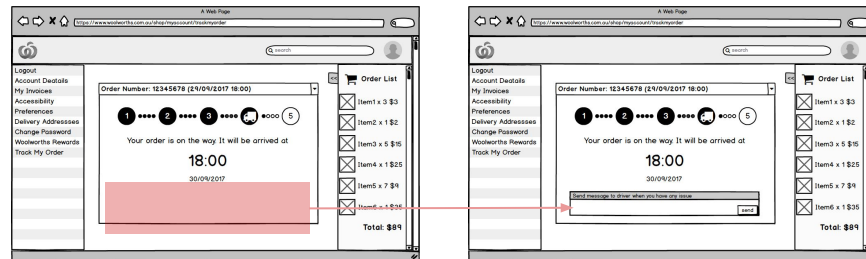 A Web Page
https://www.woolworths.com.au/shop/myaccount/trackmyorder
search
Logout
Account Deatails
My Invoices
Accessibility
Preferences
Delivery Addressses
Change Password
Woolworths Rewards
Track My Order
<<
Order Number: 12345678 (29/09/2017 18:00)
1 2 3 5
Your order is on the way. It will be arrived at
18:00
30/09/2017
Order List
Item1 x 3 $3
Item2 x 1 $2
Item3 x 5 $15
Item4 x 1 $25
Item5 x 7 $9
Item6 x 1 $35
Total: $89
A Web Page
https://www.woolworths.com.au/shop/myaccount/trackmyorder
search
Logout
Account Deatails
My Invoices
Accessibility
Preferences
Delivery Addressses
Change Password
Woolworths Rewards
Track My Order
<<
Order Number: 12345678 (29/09/2017 18:00)
1 2 3 5
Your order is on the way. It will be arrived at
18:00
30/09/2017
Send message to driver when you have any issue
send
Order List
Item1 x 3 $3
Item2 x 1 $2
Item3 x 5 $15
Item4 x 1 $25
Item5 x 7 $9
Item6 x 1 $35
Total: $89